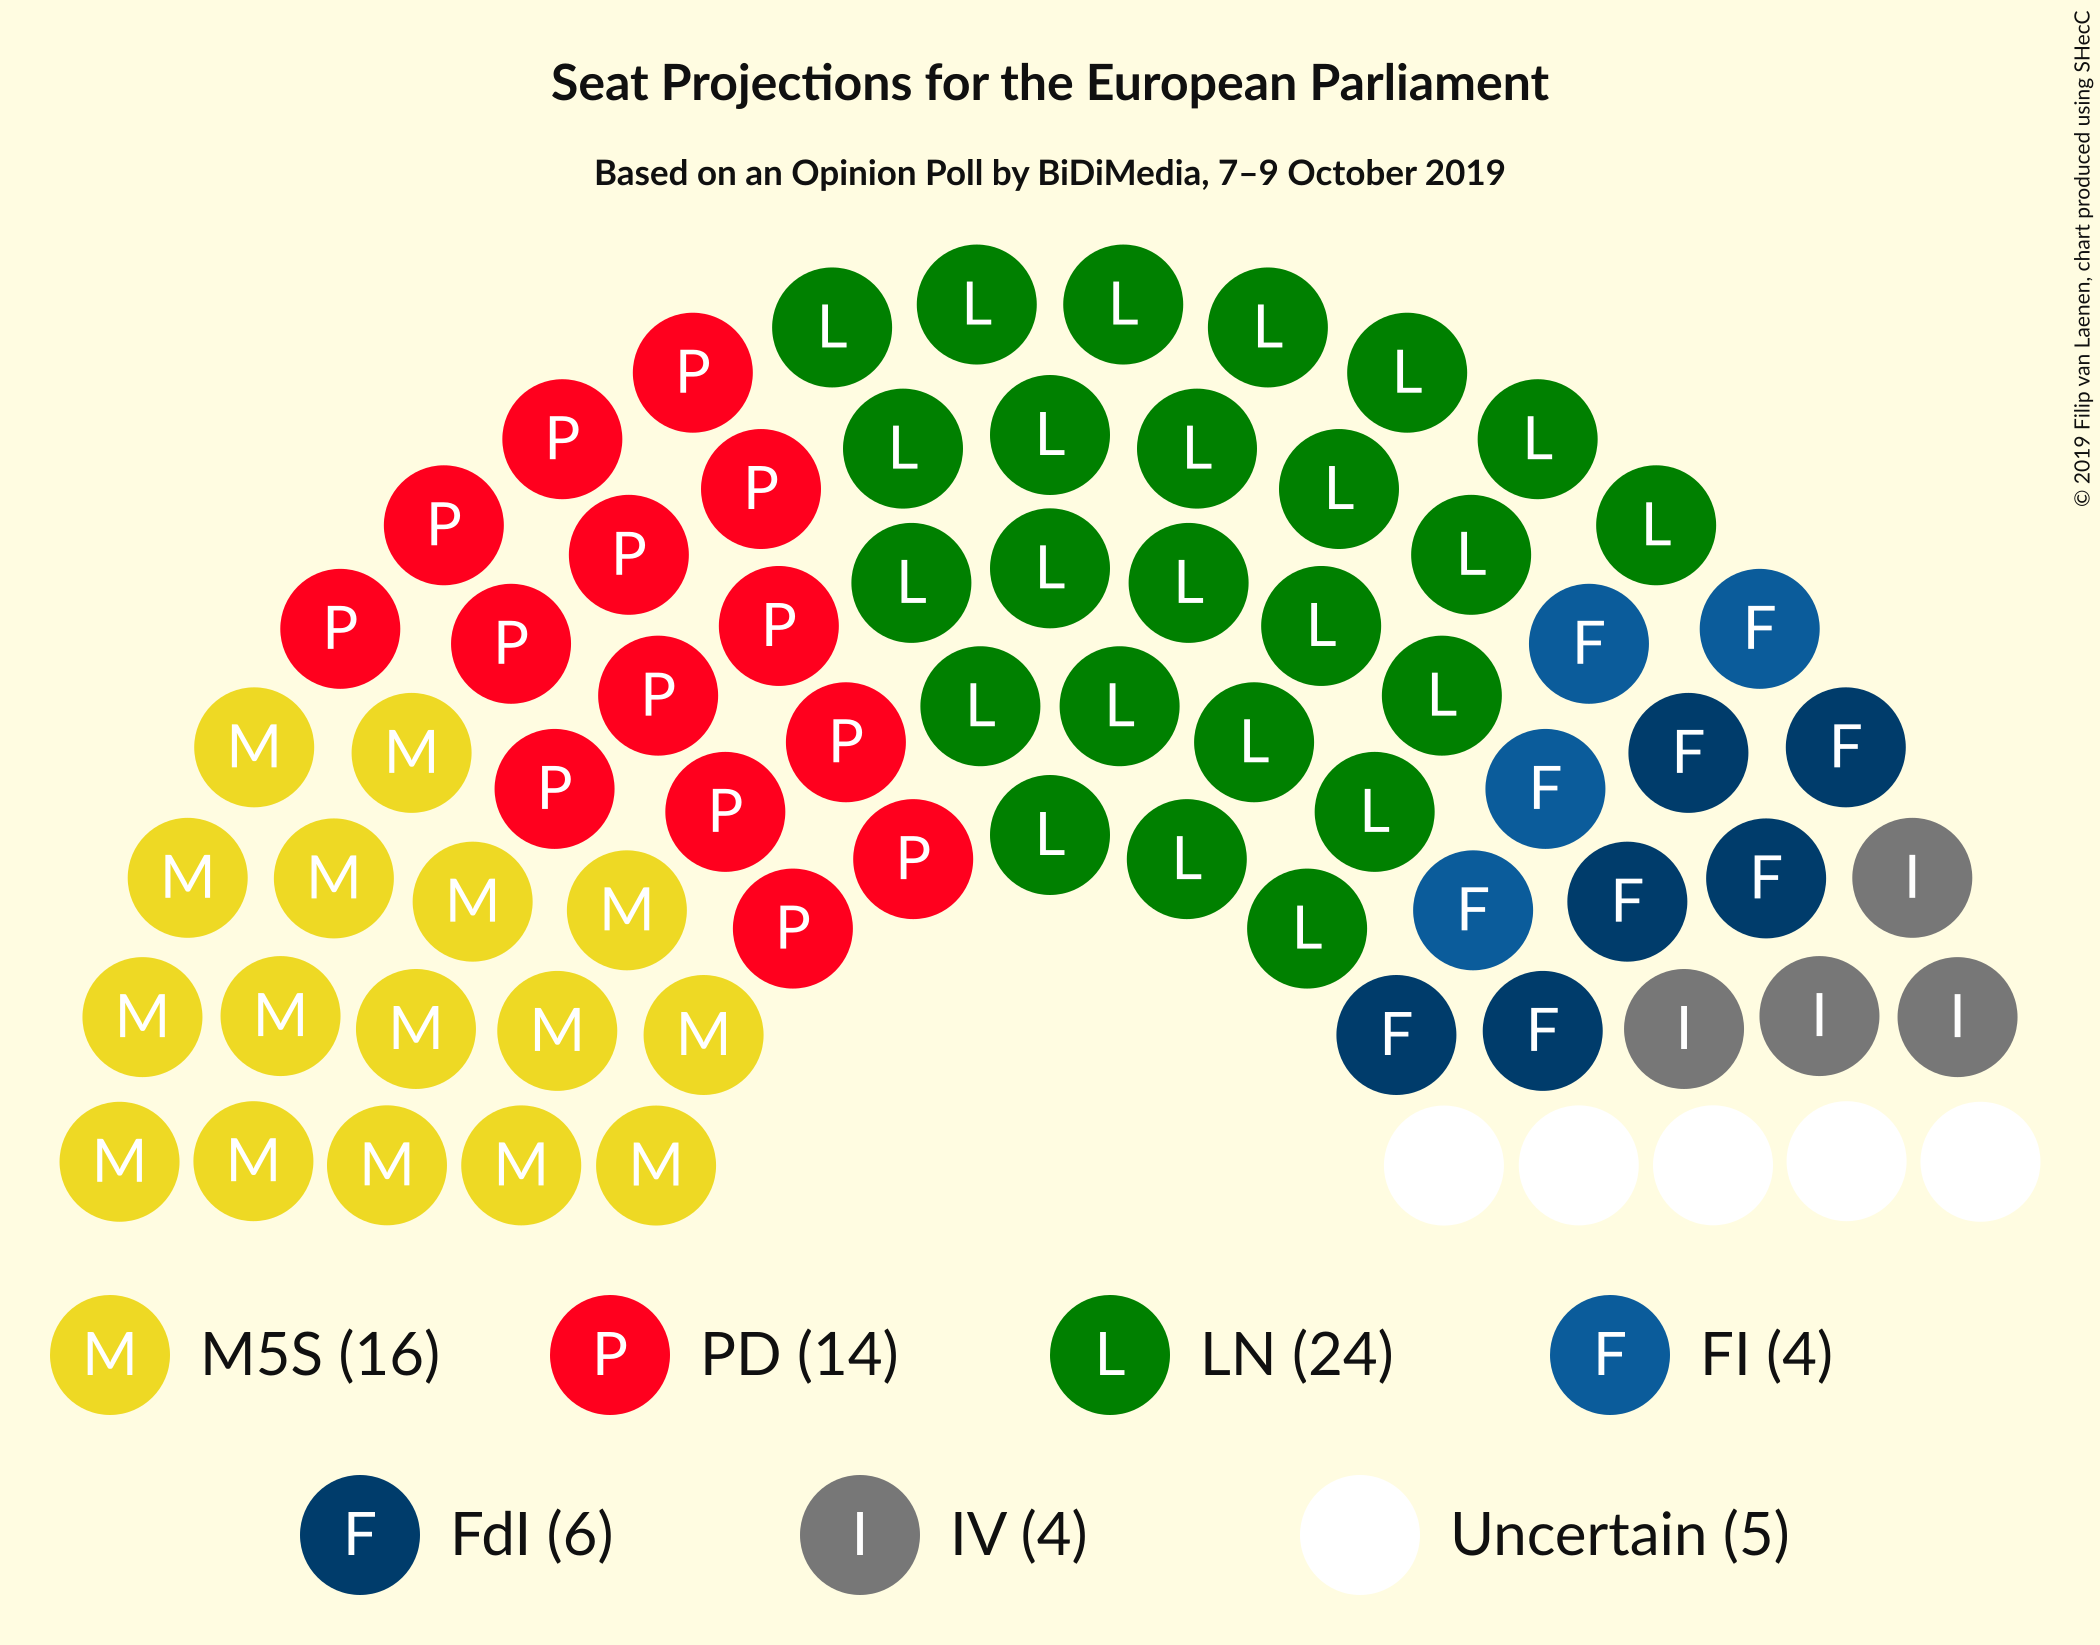 Seat Projections for the European Parliament
Based on an Opinion Poll by BiDiMedia, 7–9 October 2019
© 2019 Filip van Laenen, chart produced using SHecC
L L L L
P L
P L
L L L
P L
P L
P L
P L
L L L
P L
P L
P F
P F
P L
L L
P L
M F
M F
P F
P L
P L
P L
L
M F
M F
M F
M I
M F
P L
M I
M I
M I
M F
M F
M M M M M
M M5S (16) P PD (14) L LN (24) F FI (4)
F FdI (6) I IV (4) Uncertain (5)